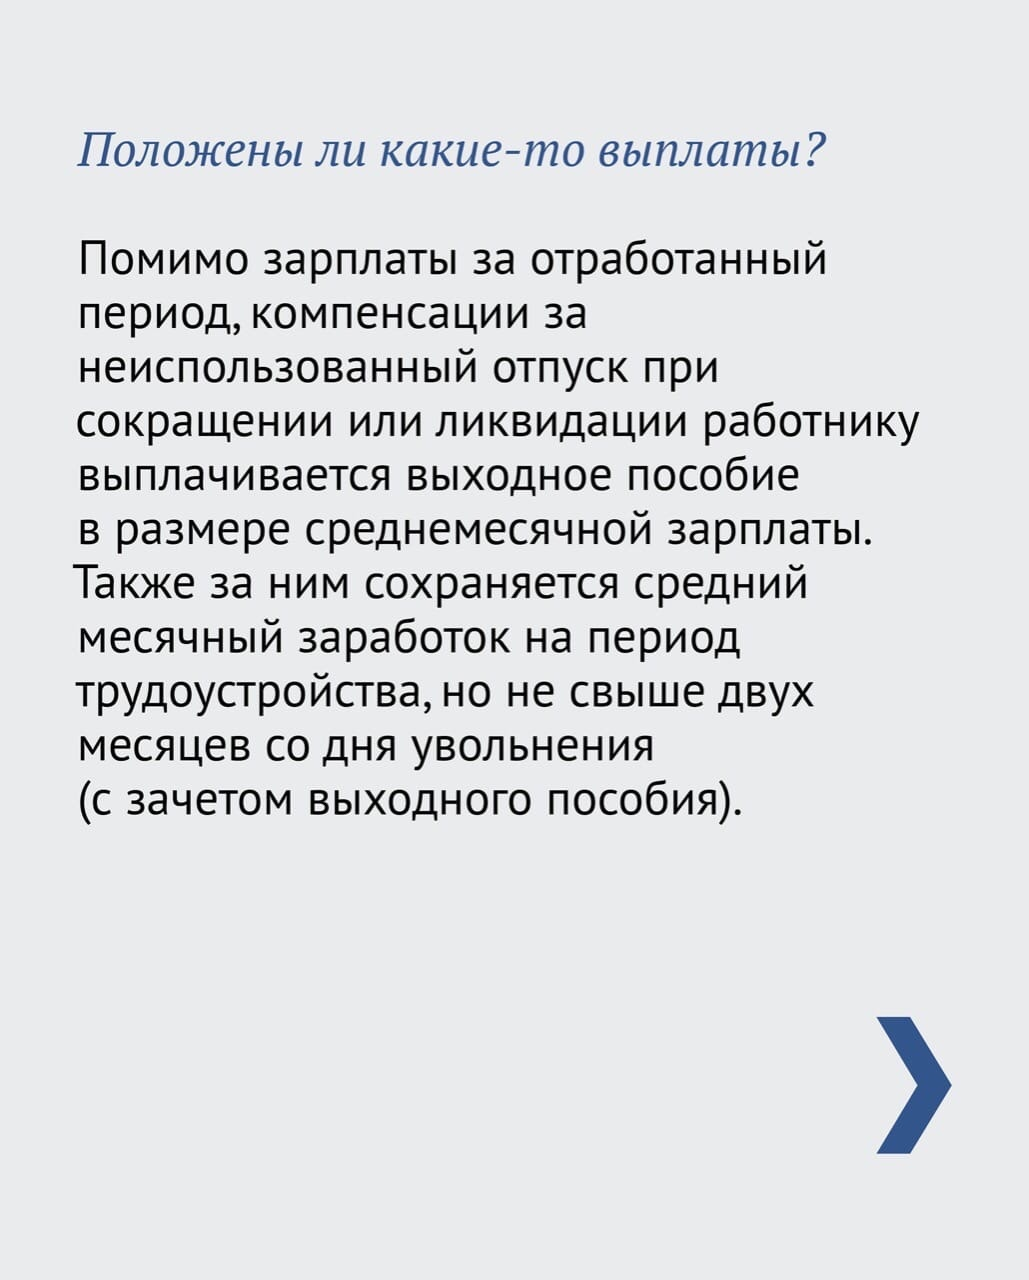 Положены ли какие-то выплаты?
Помимо зарплаты за отработанный
период, компенсации за
неиспользованный отпуск при
сокращении или ликвидации работнику
выплачивается выходное пособие
в размере среднемесячной зарплаты.
Также за ним сохраняется средний
месячный заработок на период
трудоустройства, но не свыше двух
месяцев со дня увольнения
(с зачетом выходного пособия).